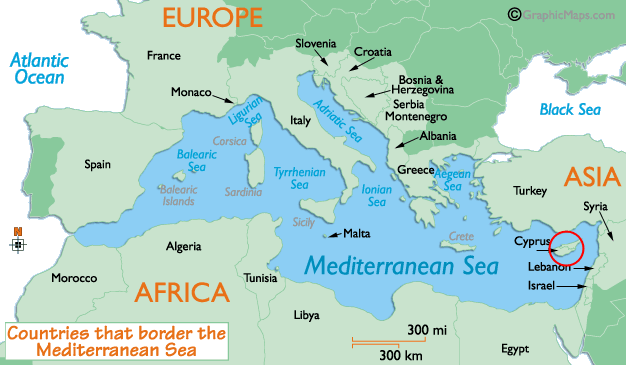 EUROPE
©GraphicMaps.com
Atlantic
Ocean
France
Slovenia
Croatia
Monaco
Ligurian
Sea
Bosnia &
Herzegovina
Serbia
Montenegro
Black Sea
Italy
Adriatic Sea
Corsica
Albania
Spain
Balearic
Sea
Tyrrhenian
Sea
Greece
Aegean
Sea
Turkey
ASIA
Balearic
Islands
Sardinia
Ionian
Sea
Syria
Sicily
Malta
Crete
Cyprus
N
Algeria
Lebanon
Mediterranean Sea
Israel
Morocco
Tunisia
AFRICA
Libya
Egypt
300 mi
300 km
Countries that border the
Mediterranean Sea